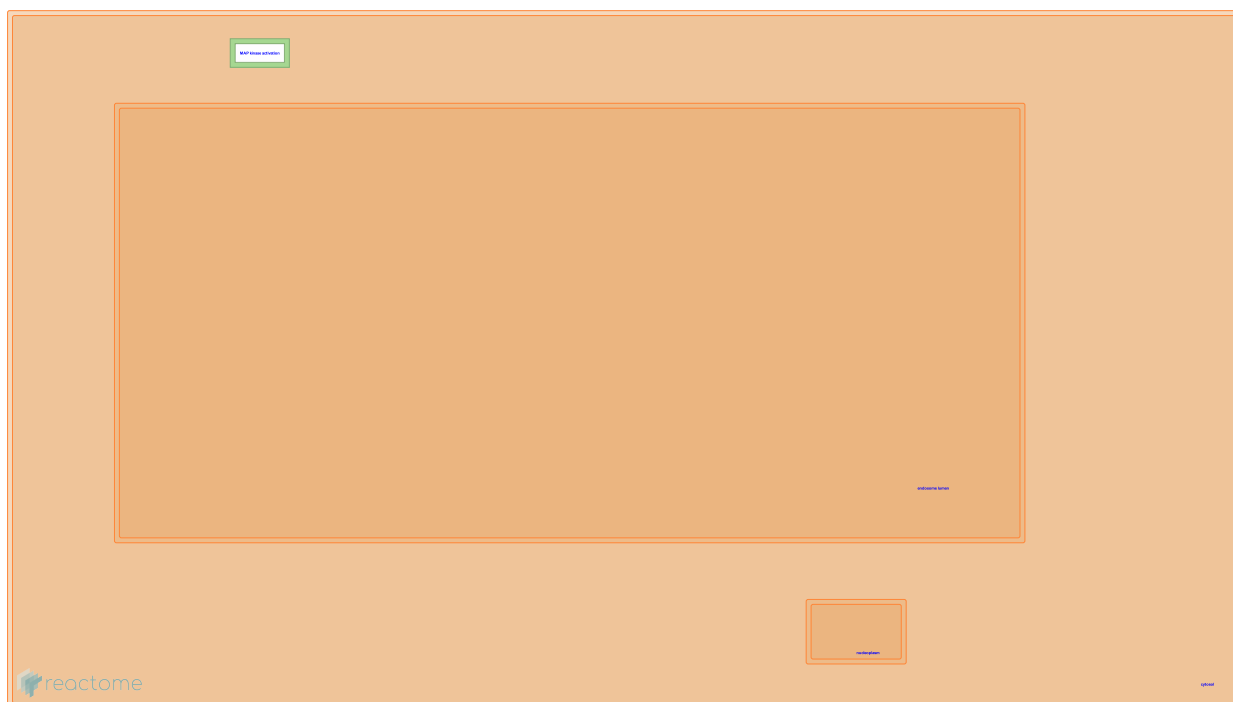 MAP kinase activation
endosome lumen
nucleoplasm
cytosol
reactome